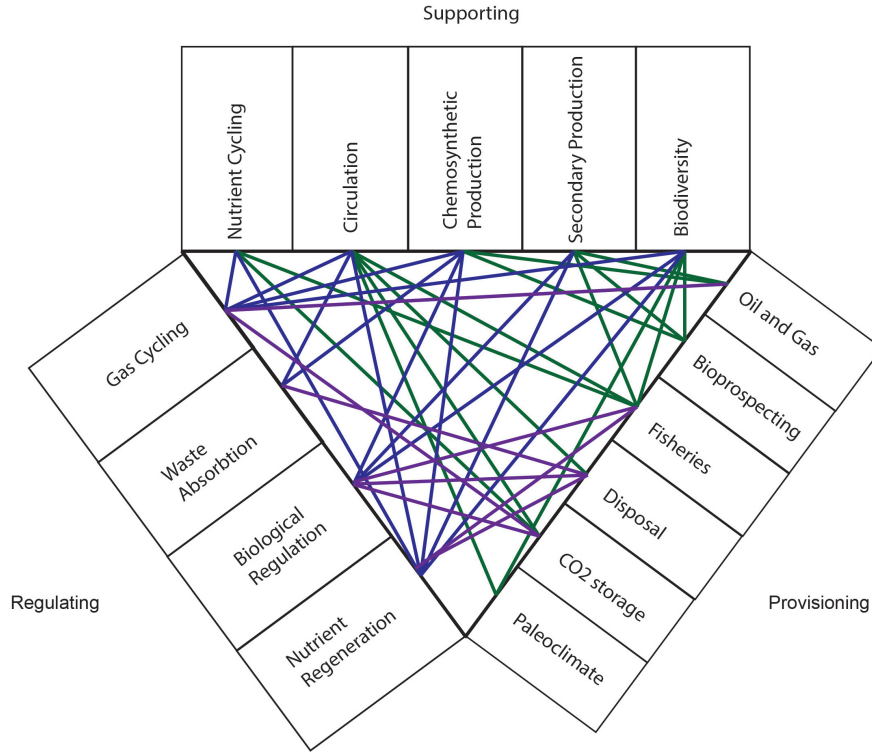 Supporting
Nutrient Cycling
Circulation
Chemosynthetic
Production
Secondary Production
Biodiversity
Gas Cycling
Waste
Absorbtion
Biological
Regulation
Nutrient
Regeneration
Oil and Gas
Bioprospecting
Fisheries
Disposal
CO2 storage
Paleoclimate
Regulating
Provisioning